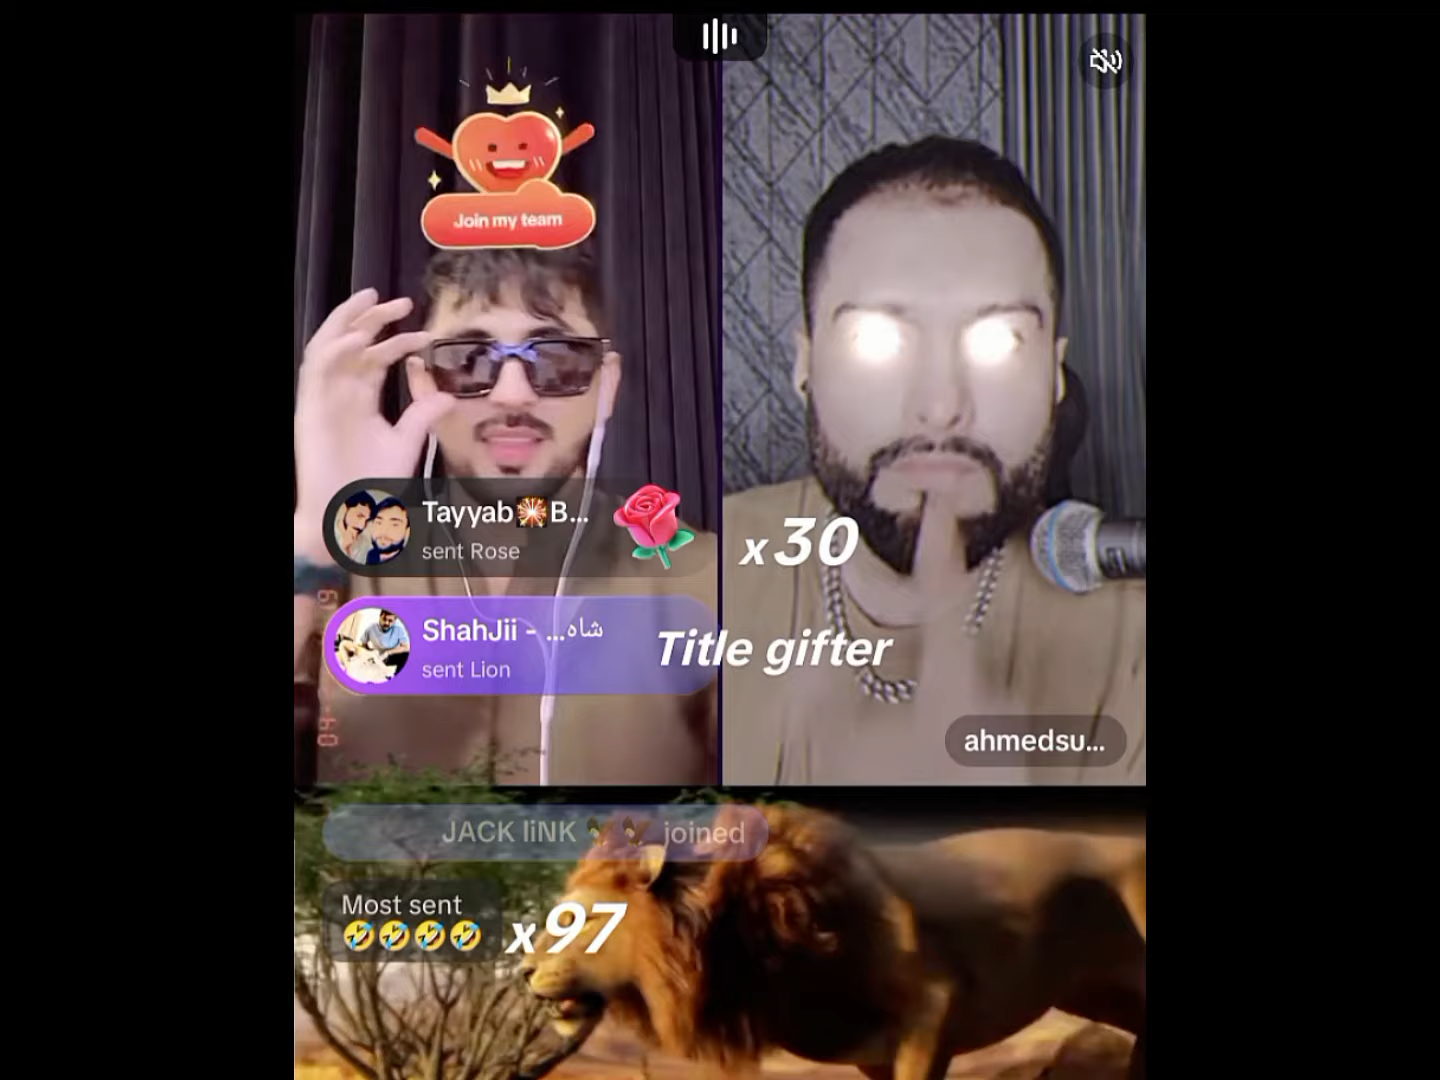 Join my team
Tayyab🎇B...
sent Rose
x30
ShahJii - ...شاه
sent Lion
Title gifter
ahmedsu...
JACK liNK 🦅🦅 joined
Most sent
🤣🤣🤣🤣 x97